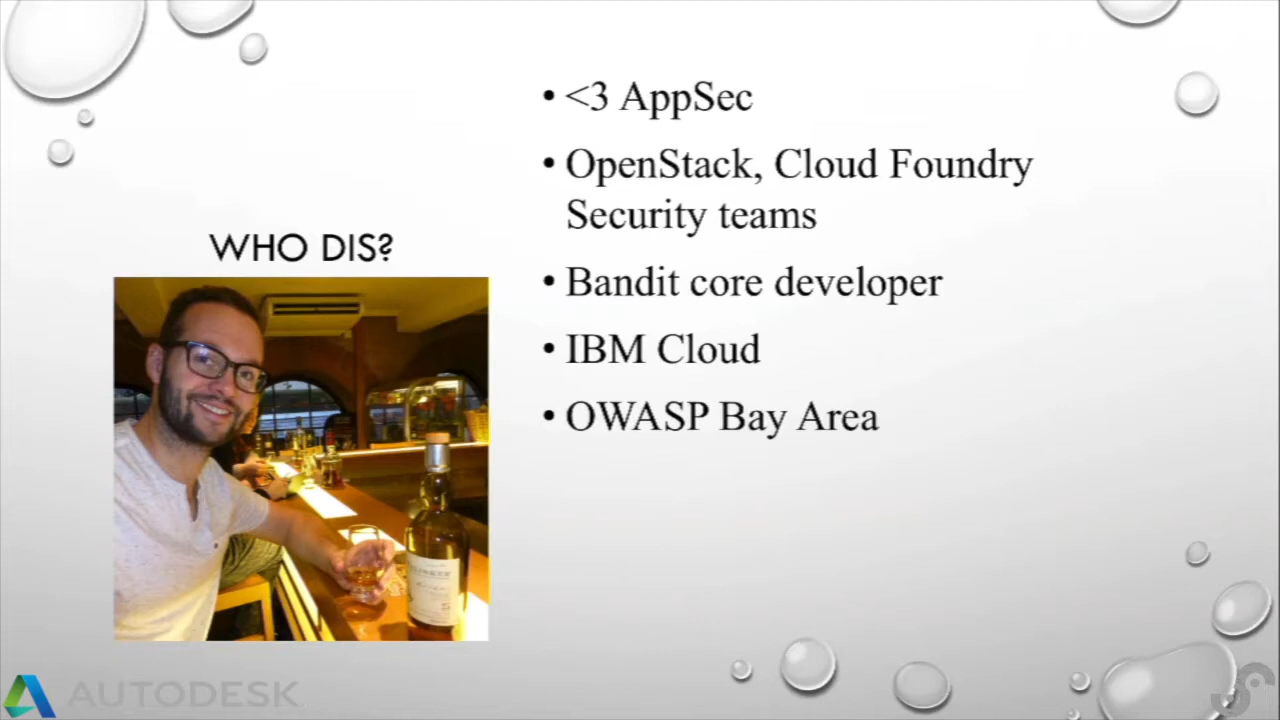 • <3 AppSec
• OpenStack, Cloud Foundry
Security teams
WHO DIS?
• Bandit core developer
• IBM Cloud
• OWASP Bay Area
AUTODESK